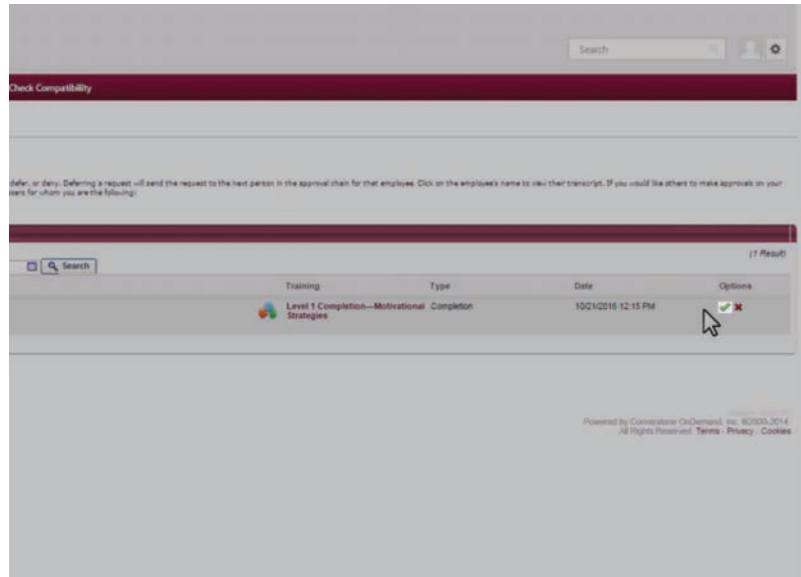 Search
Check Compatibility
defer, or deny. Deferring a request will send the request to the next person in the approval chain for that employee. Click on the employee's name to view their transcript. If you would like others to make approvals on your
users for whom you are the following:
(1 Result)
Search
Training Type Date Options
Level 1 Completion—Motivational Completion 10/21/2016 12:15 PM
Strategies
Powered by Cornerstone OnDemand, Inc. ©2000-2014
All Rights Reserved. Terms - Privacy - Cookies